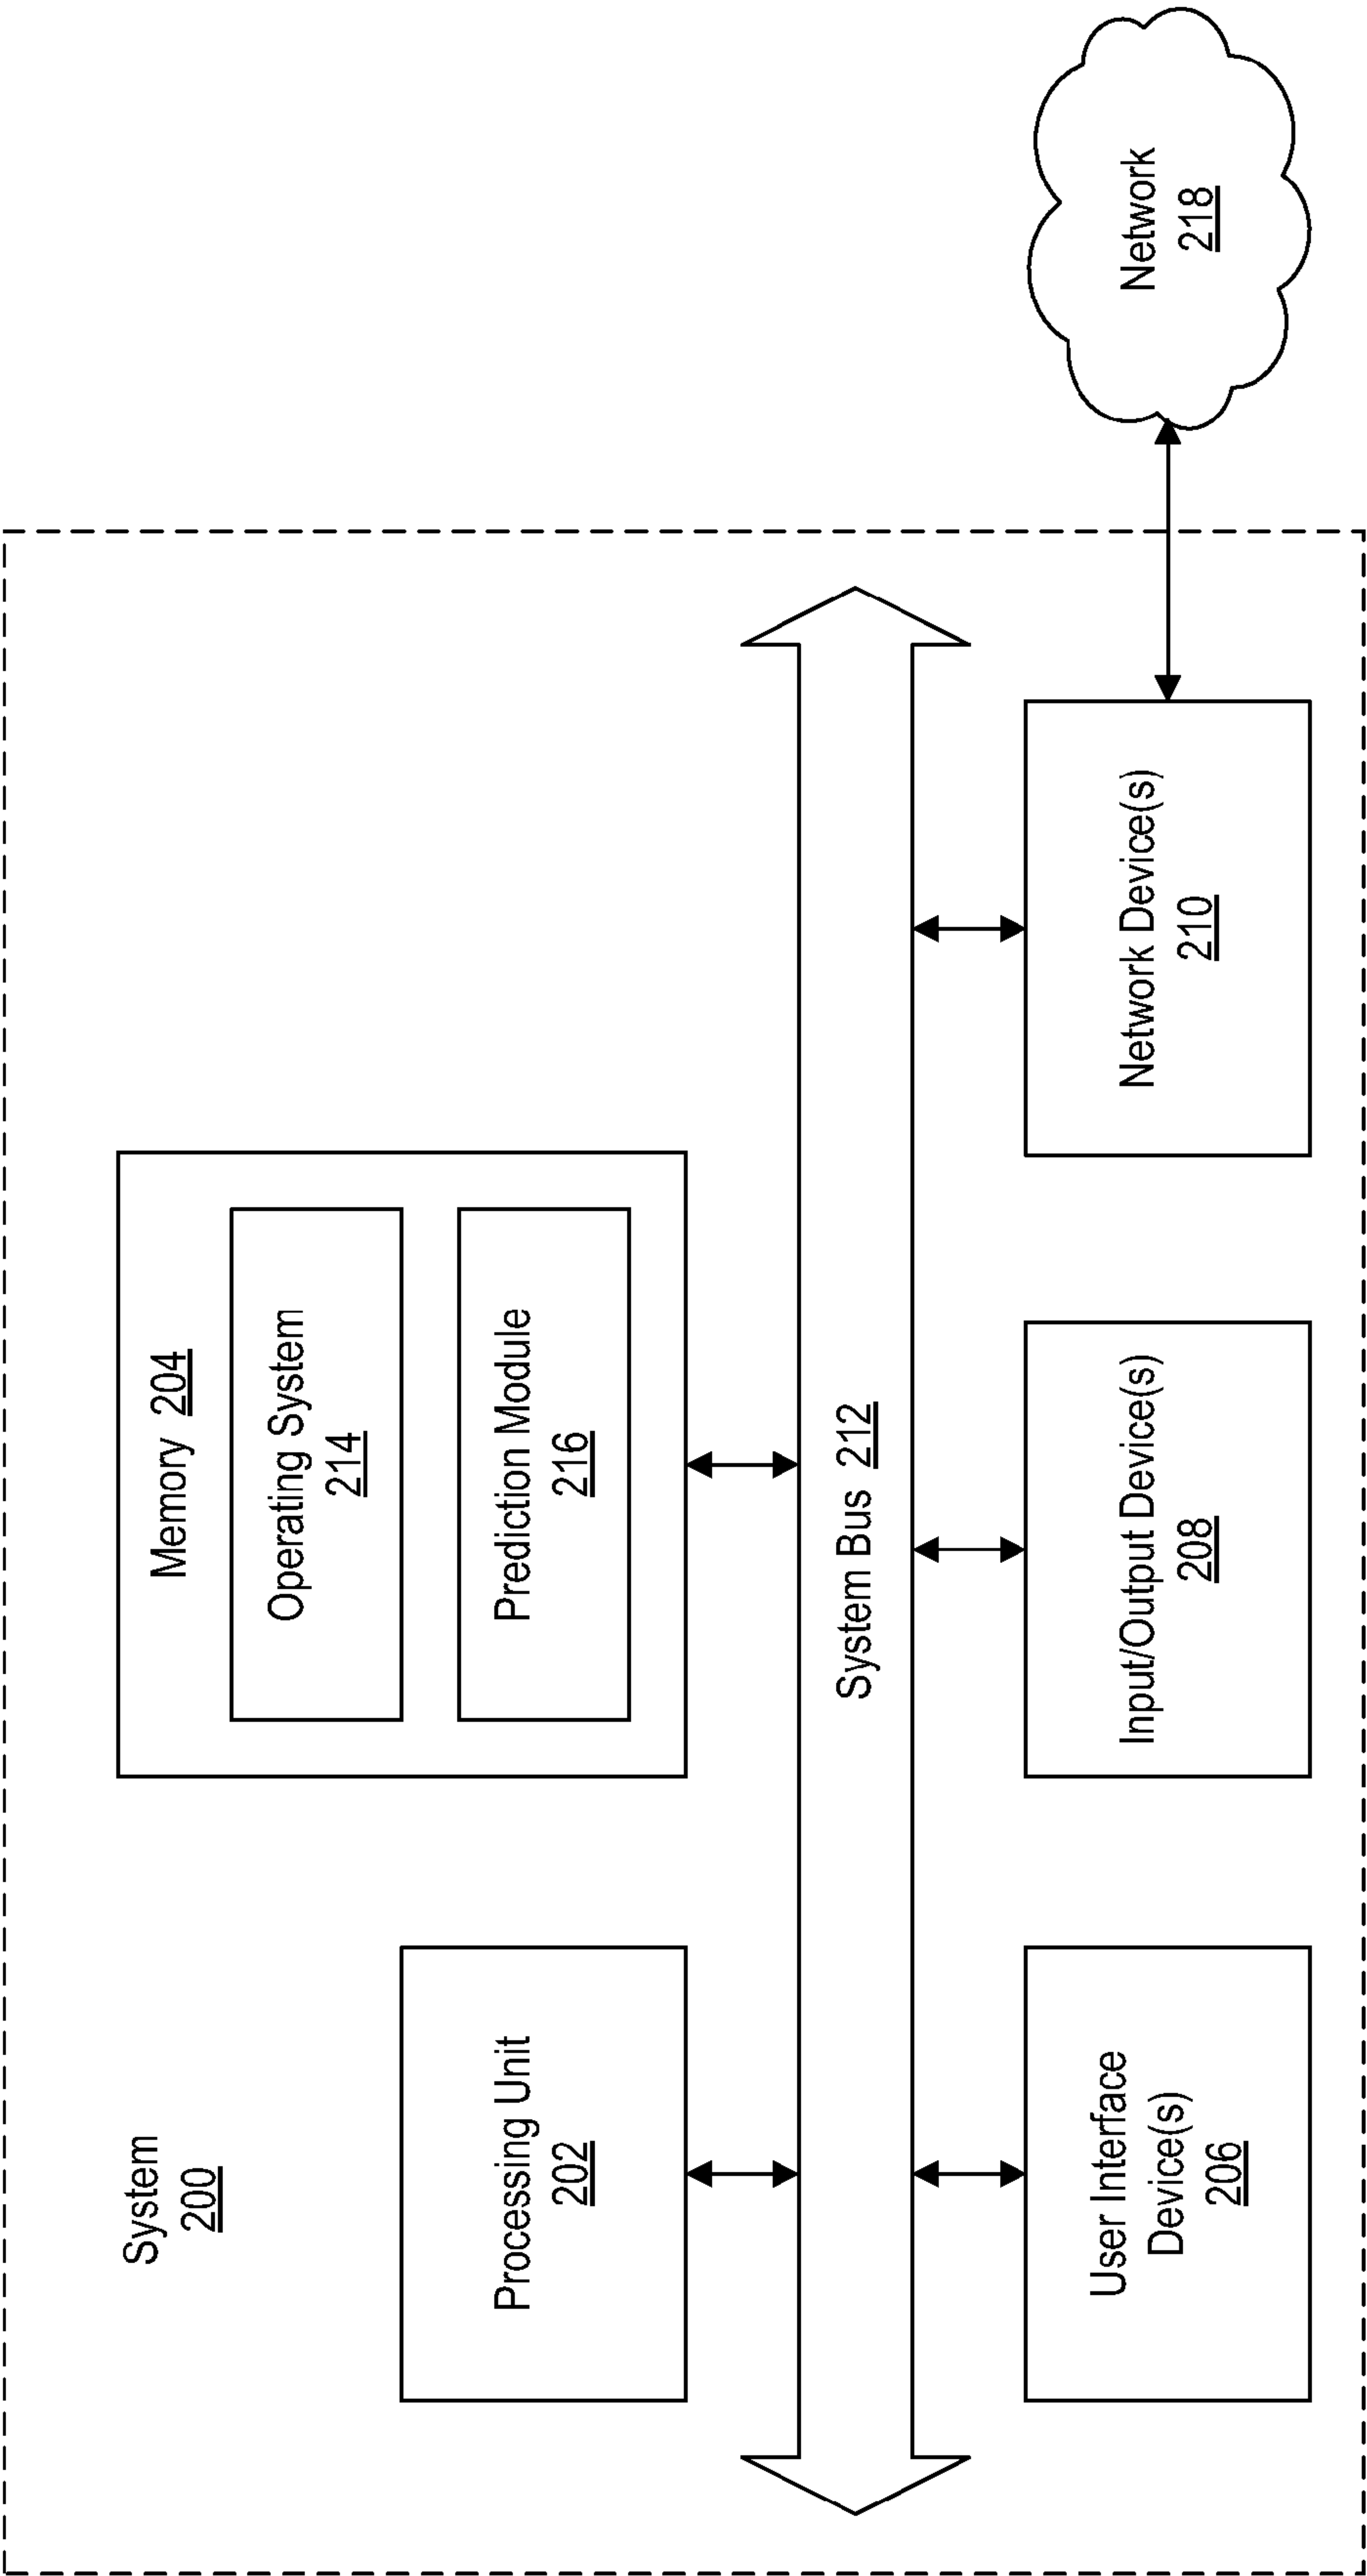 System
200
Memory 204
Operating System
214
Prediction Module
216
Processing Unit
202
System Bus 212
User Interface
Device(s)
206
Input/Output Device(s)
208
Network Device(s)
210
Network
218